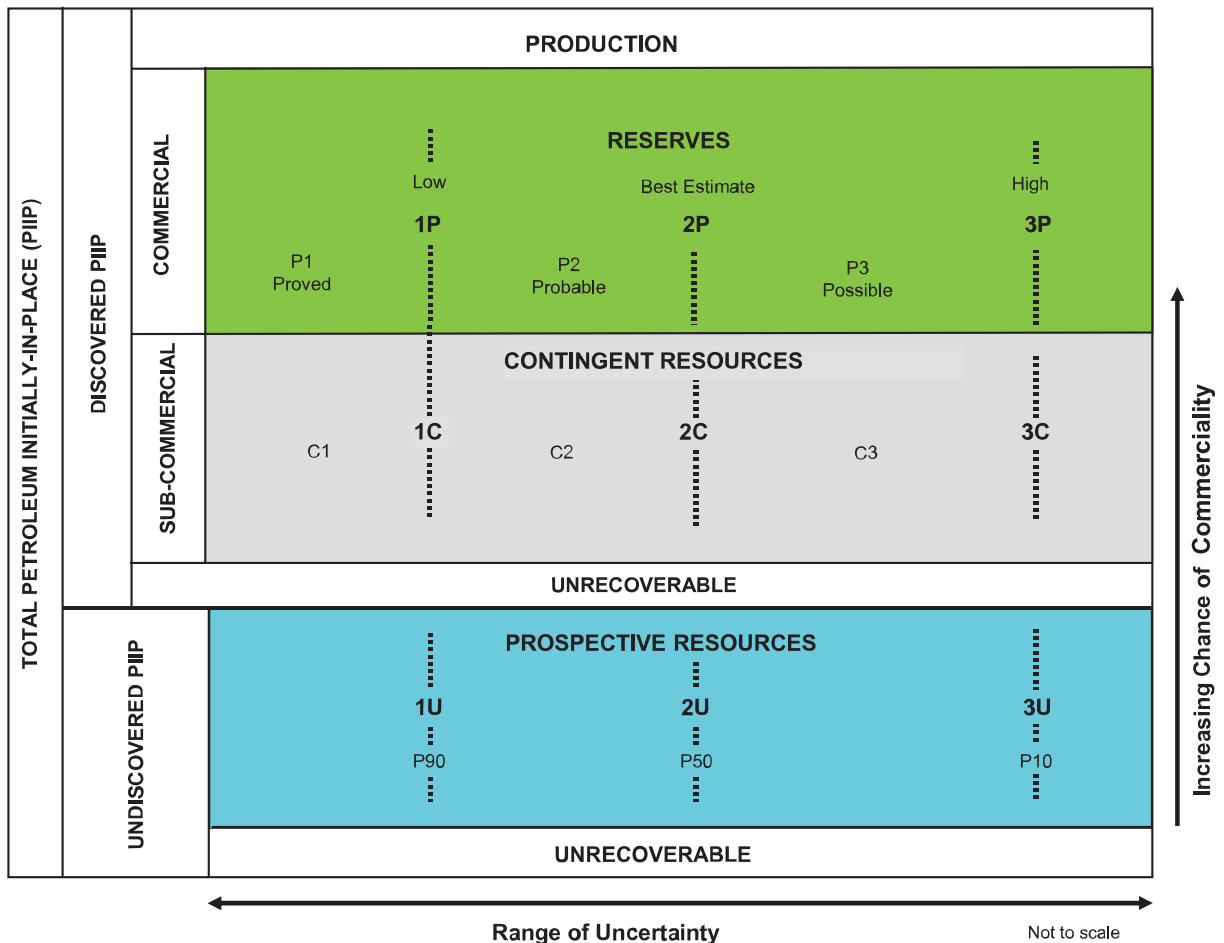 TOTAL PETROLEUM INITIALLY-IN-PLACE (PIIP)
DISCOVERED PIIP
PRODUCTION
COMMERCIAL
RESERVES
Low
Best Estimate
High
1P
2P
3P
P1
Proved
P2
Probable
P3
Possible
SUB-COMMERCIAL
CONTINGENT RESOURCES
1C
2C
3C
C1
C2
C3
UNRECOVERABLE
UNDISCOVERED PIIP
PROSPECTIVE RESOURCES
1U
2U
3U
P90
P50
P10
UNRECOVERABLE
Increasing Chance of Commerciality
Range of Uncertainty
Not to scale